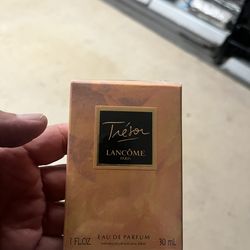 Trésor
LANCÔME
PARIS
1 FL.OZ 30 mL
EAU DE PARFUM